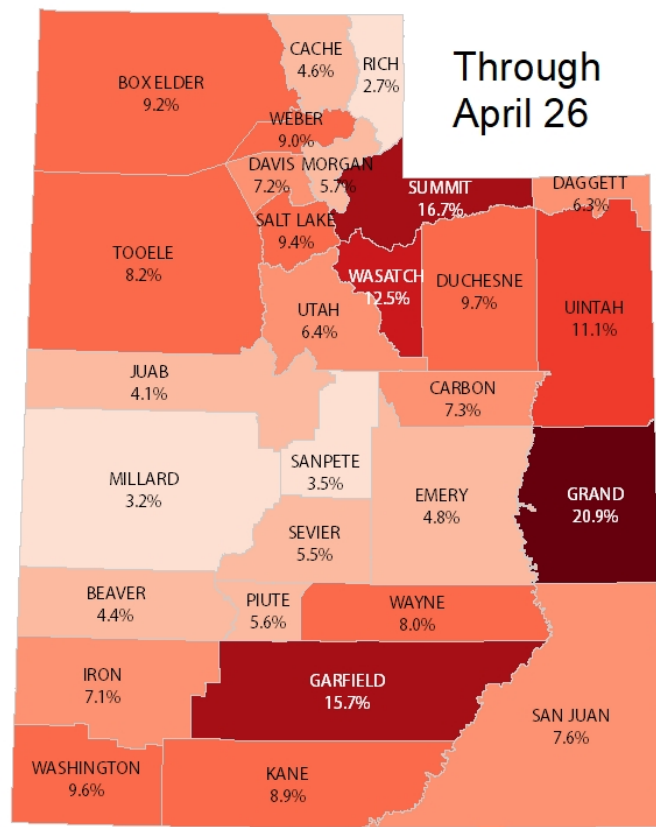 Through
April 26
CACHE
4.6%
RICH
2.7%
BOX ELDER
9.2%
WEBER
9.0%
DAVIS
7.2%
MORGAN
5.7%
SUMMIT
16.7%
DAGGETT
6.3%
SALT LAKE
9.4%
TOOELE
8.2%
WASATCH
12.5%
DUCHESNE
9.7%
UINTAH
11.1%
UTAH
6.4%
JUAB
4.1%
CARBON
7.3%
MILLARD
3.2%
SANPETE
3.5%
EMERY
4.8%
GRAND
20.9%
SEVIER
5.5%
BEAVER
4.4%
PIUTE
5.6%
WAYNE
8.0%
IRON
7.1%
GARFIELD
15.7%
SAN JUAN
7.6%
WASHINGTON
9.6%
KANE
8.9%